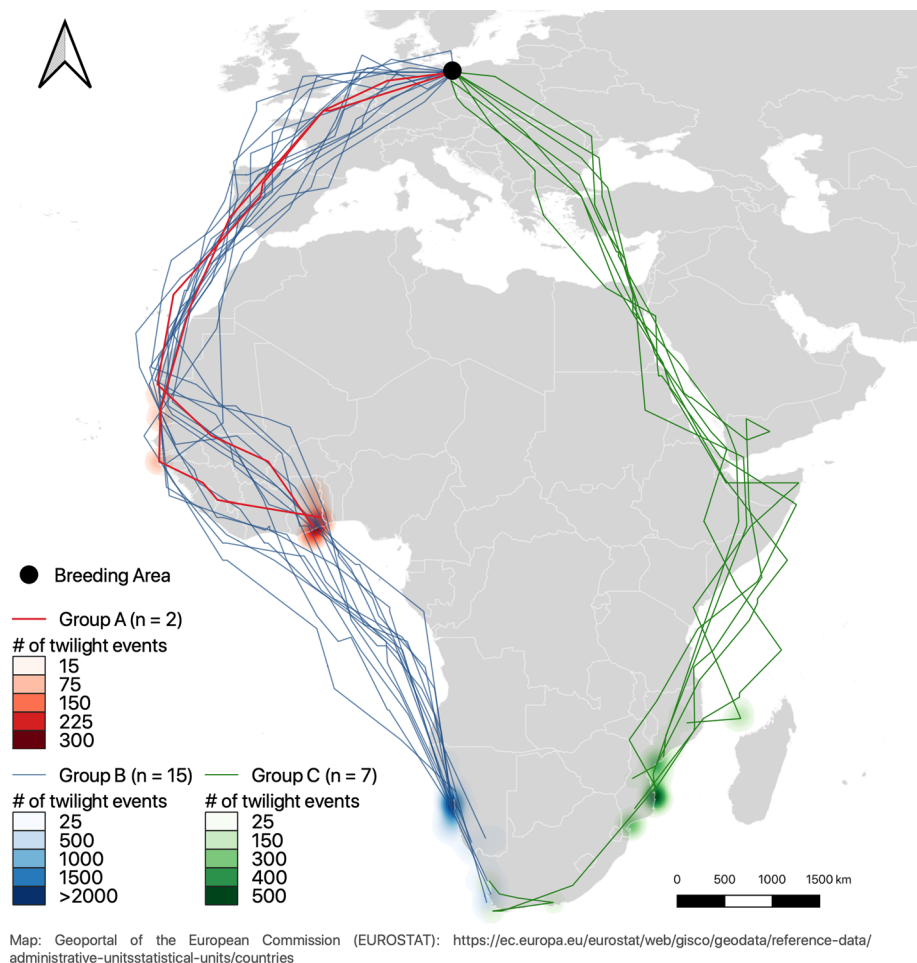 Breeding Area
Group A (n = 2)
# of twilight events
15
75
150
225
300
Group B (n = 15)
# of twilight events
25
500
1000
1500
>2000
Group C (n = 7)
# of twilight events
25
150
300
400
500
0 500 1000 1500 km
Map: Geoportal of the European Commission (EUROSTAT): https://ec.europa.eu/eurostat/web/gisco/geodata/reference-data/
administrative-unitsstatistical-units/countries